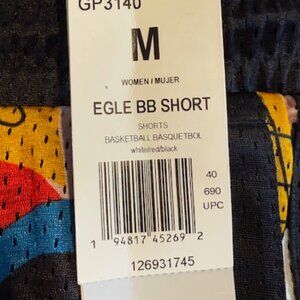 GP3140
M
WOMEN / MUJER
EGLE BB SHORT
SHORTS
BASKETBALL/BÁSQUETBOL
white/red/black
40
690
UPC
1 94817 45269 2
126931745